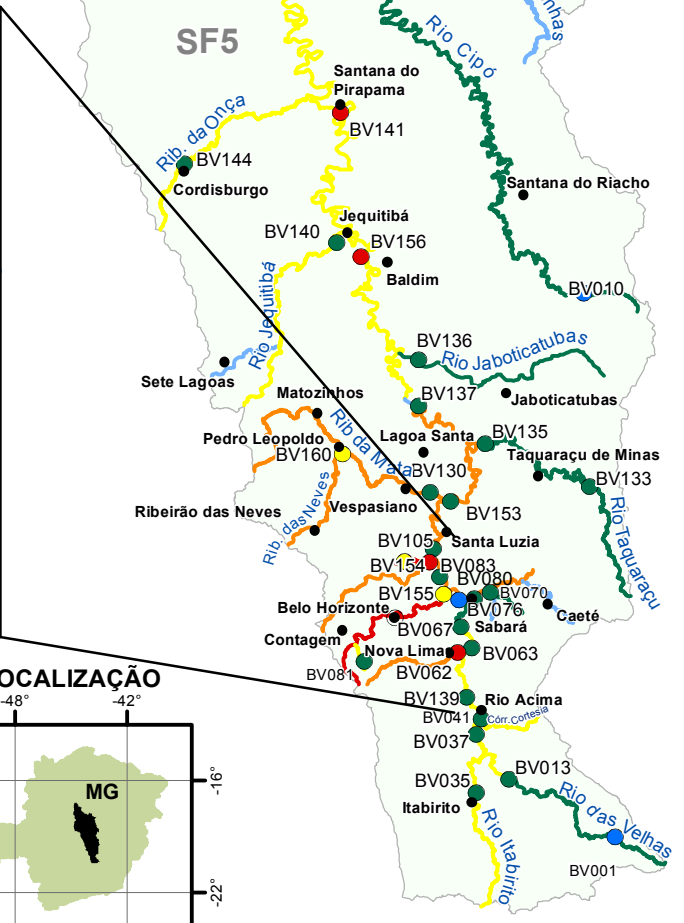 nhas
SF5
Rio Cipó
Santana do
Pirapama
BV141
Rib. da Onça
BV144
Cordisburgo
Santana do Riacho
Jequitibá
BV140
BV156
Baldim
BV010
Rio Jequitibá
BV136
Rio Jaboticatubas
Sete Lagoas
Matozinhos
BV137
Jaboticatubas
Rib da Mata
Lagoa Santa
BV135
Pedro Leopoldo
BV160
Taquaraçu de Minas
BV130
BV133
Vespasiano
BV153
Ribeirão das Neves
Rib. das Neves
Rio Taquaraçu
BV105
Santa Luzia
BV154
BV083
BV080
BV155
BV070
BV076
Belo Horizonte
Caeté
BV067
Sabará
Contagem
Nova Lima
BV063
BV081
BV062
OCALIZAÇÃO
BV139
Rio Acima
-48
-42
BV041
Córr. Cortesia
BV037
BV013
-16°
MG
BV035
Itabirito
Rio das Velhas
Rio Itabirito
BV001
-22°